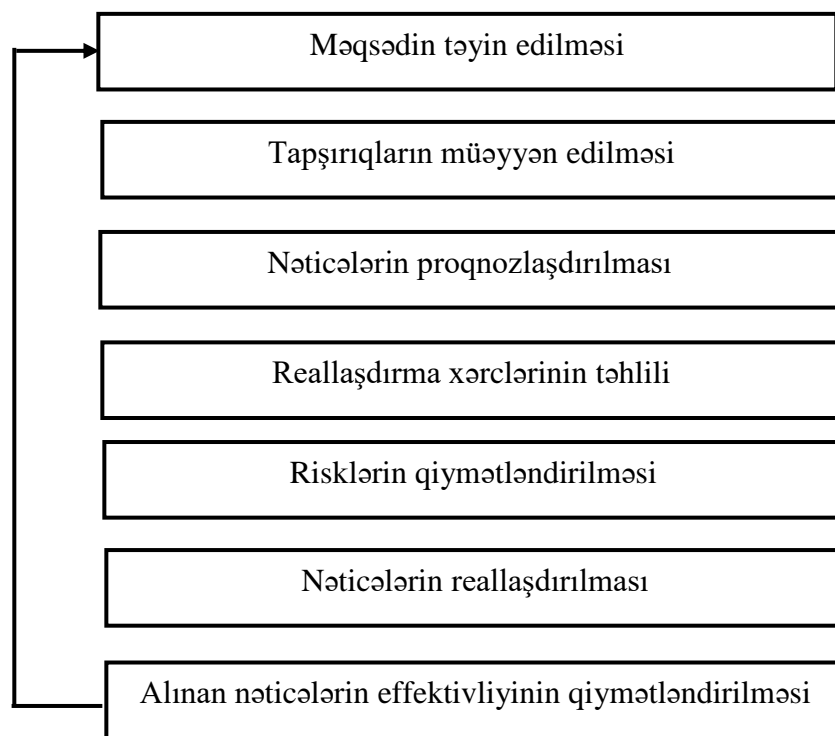 Məqsədin təyin edilməsi
Tapşırıqların müəyyən edilməsi
Nəticələrin proqnozlaşdırılması
Reallaşdırma xərclərinin təhlili
Risklərin qiymətləndirilməsi
Nəticələrin reallaşdırılması
Alınan nəticələrin effektivliyinin qiymətləndirilməsi